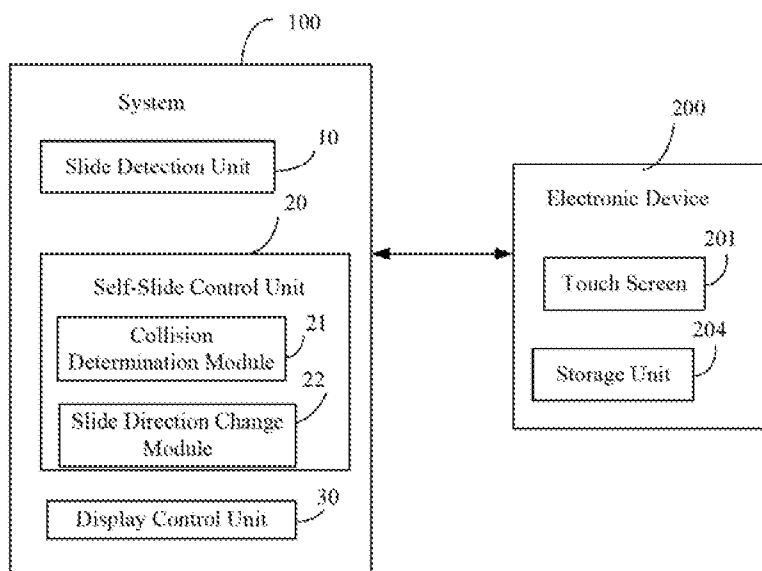 100
System
10
Slide Detection Unit
20
Self-Slide Control Unit
21
Collision
Determination Module
22
Slide Direction Change
Module
30
Display Control Unit
200
Electronic Device
201
Touch Screen
204
Storage Unit